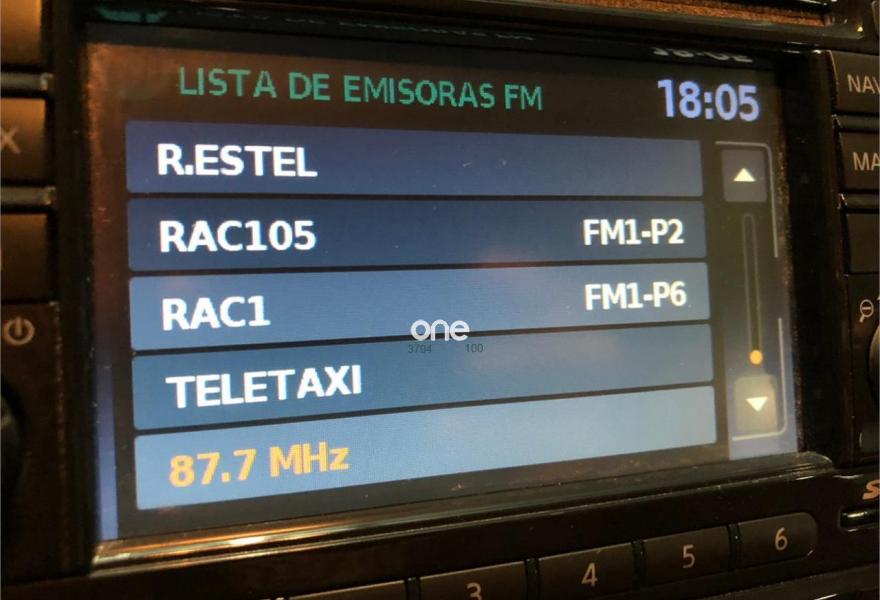 LISTA DE EMISORAS FM
18:05
R.ESTEL
RAC105 FM1-P2
RAC1 FM1-P6
one
3794 100
TELETAXI
87.7 MHz
NAV
MA
3 4 5 6